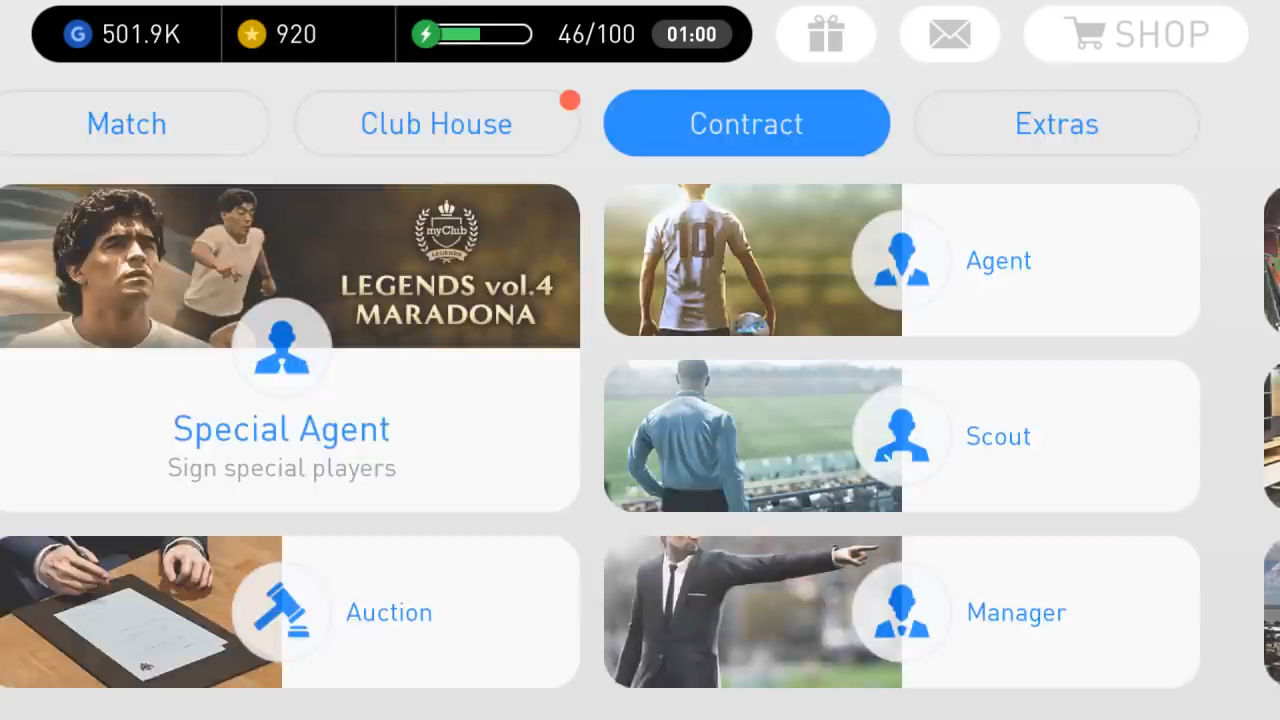 G 501.9K
920
46/100
01:00
SHOP
Match
Club House
Contract
Extras
myClub
LEGENDS
LEGENDS vol.4
MARADONA
Special Agent
Sign special players
10
Agent
Scout
Auction
Manager